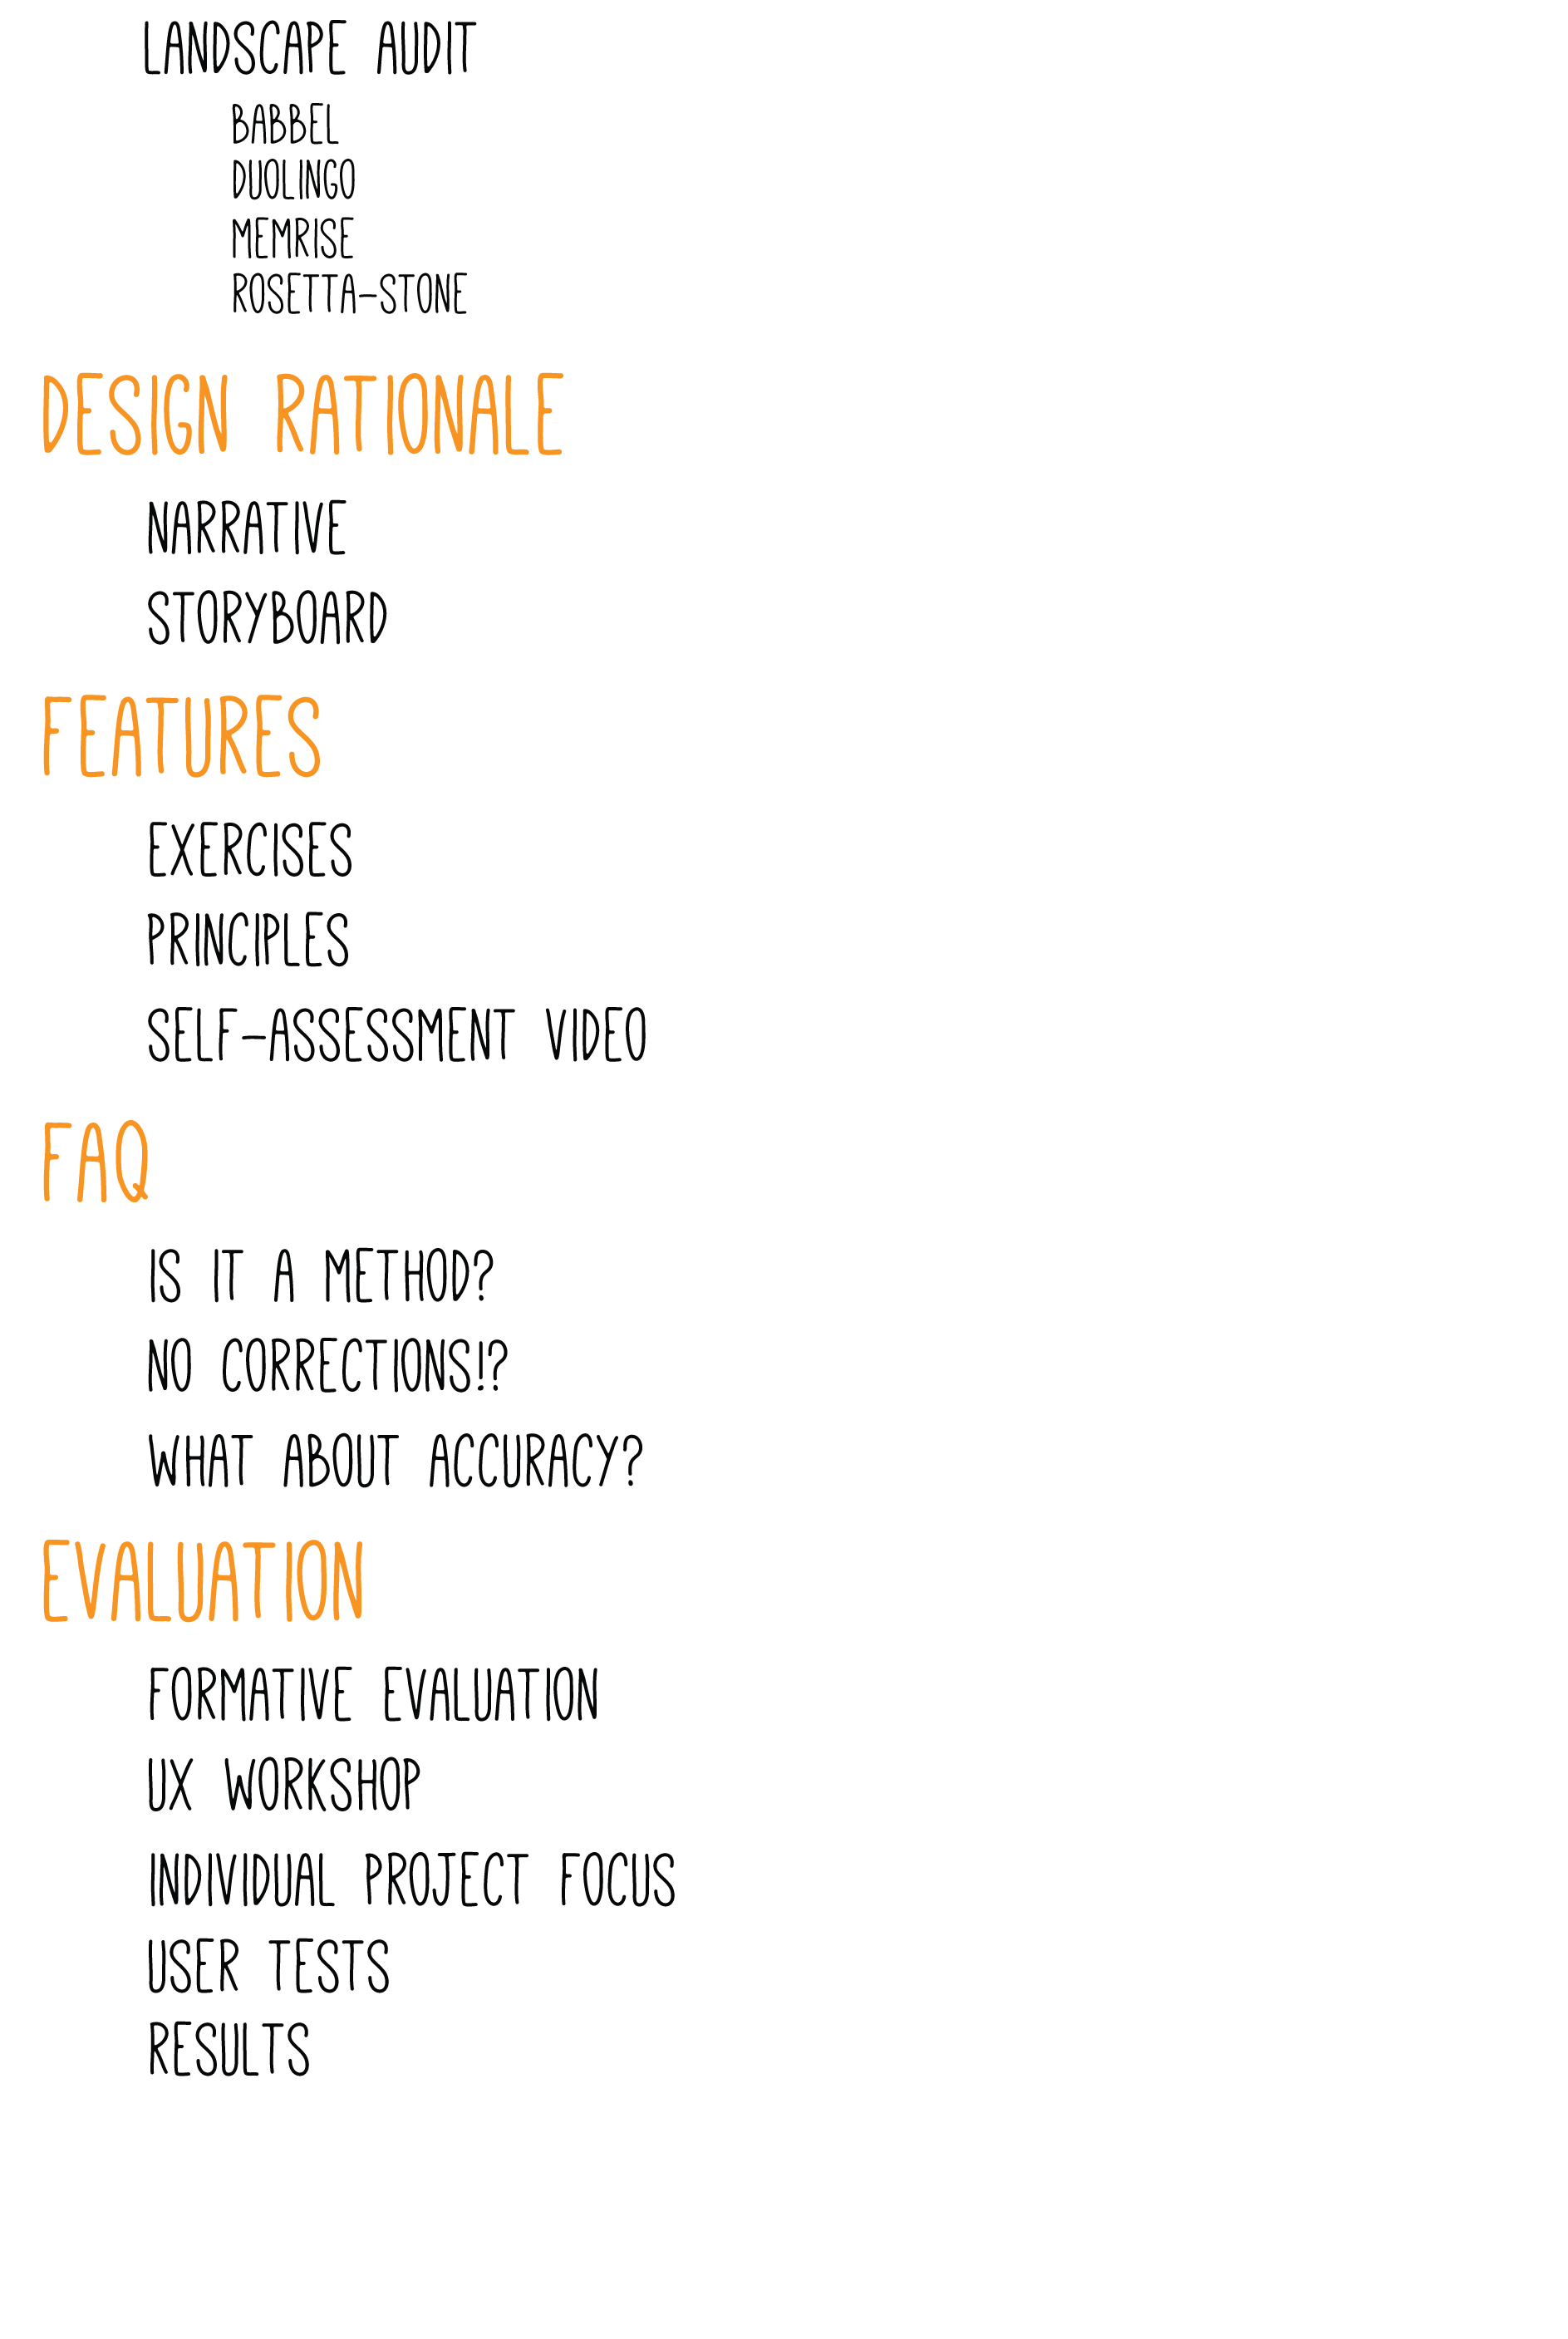 LANDSCAPE AUDIT
BABBEL
DUOLINGO
MEMRISE
ROSETTA-STONE
DESIGN RATIONALE
NARRATIVE
STORYBOARD
FEATURES
EXERCISES
PRINCIPLES
SELF-ASSESSMENT VIDEO
FAQ
IS IT A METHOD?
NO CORRECTIONS!?
WHAT ABOUT ACCURACY?
EVALUATION
FORMATIVE EVALUATION
UX WORKSHOP
INDIVIDUAL PROJECT FOCUS
USER TESTS
RESULTS